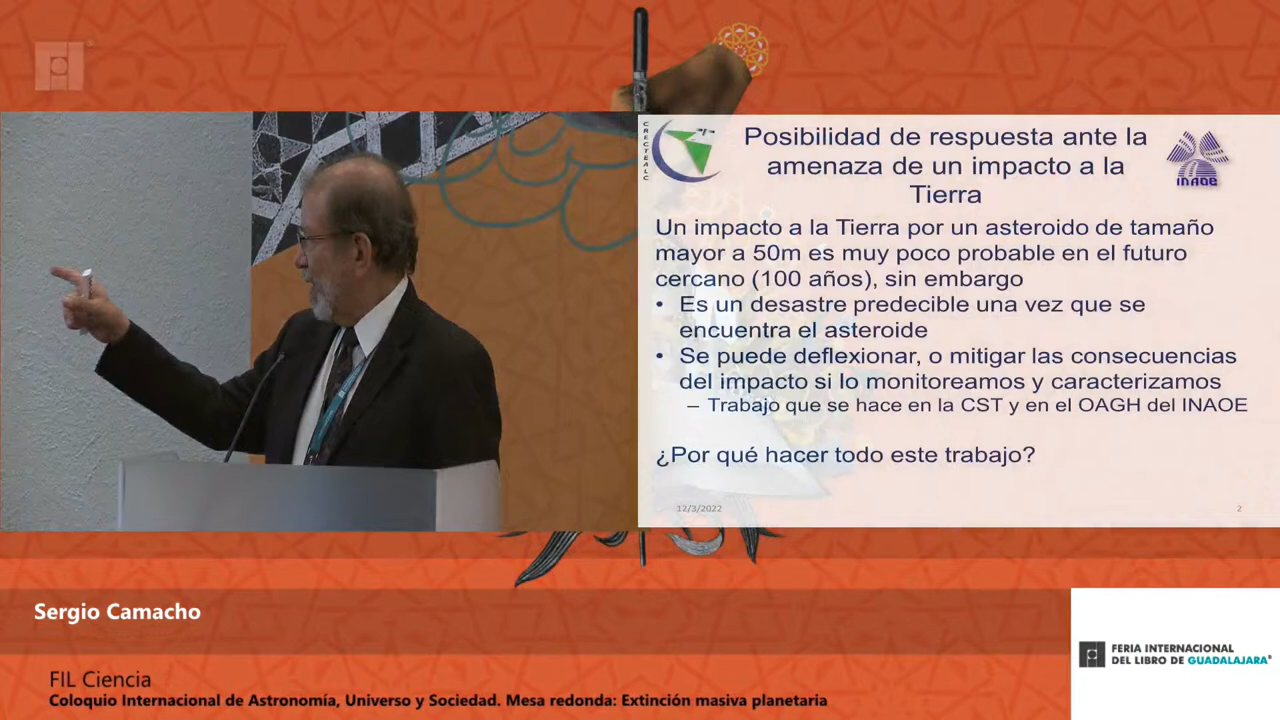 CRECTEALC
Posibilidad de respuesta ante la
amenaza de un impacto a la
Tierra
INAOE
Un impacto a la Tierra por un asteroido de tamaño
mayor a 50m es muy poco probable en el futuro
cercano (100 años), sin embargo
• Es un desastre predecible una vez que se
encuentra el asteroide
• Se puede deflexionar, o mitigar las consecuencias
del impacto si lo monitoreamos y caracterizamos
– Trabajo que se hace en la CST y en el OAGH del INAOE
¿Por qué hacer todo este trabajo?
12/3/2022
2
Sergio Camacho
FIL Ciencia
Coloquio Internacional de Astronomía, Universo y Sociedad. Mesa redonda: Extinción masiva planetaria
FERIA INTERNACIONAL
DEL LIBRO DE GUADALAJARA®